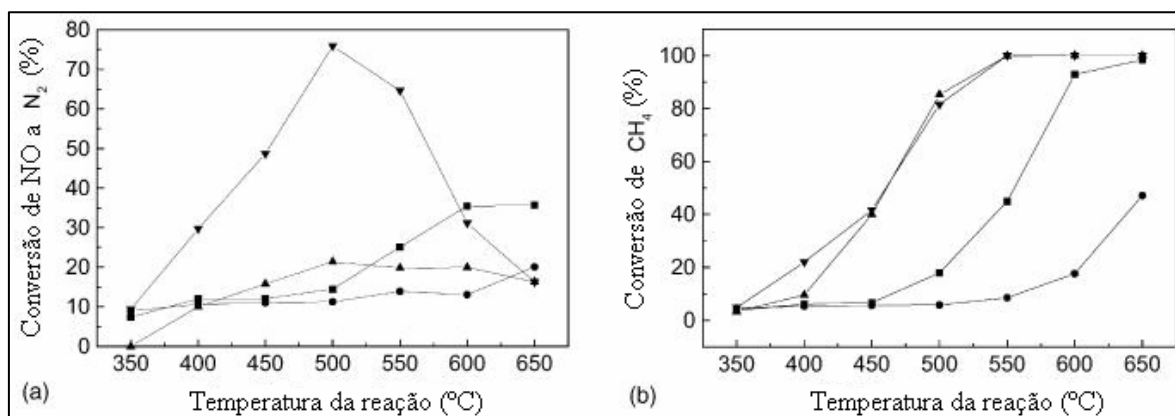 Conversão de NO a N₂ (%)
80
70
60
50
40
30
20
10
0
350 400 450 500 550 600 650
(a)
Temperatura da reação (ºC)
Conversão de CH₄ (%)
100
80
60
40
20
0
350 400 450 500 550 600 650
(b)
Temperatura da reação (ºC)